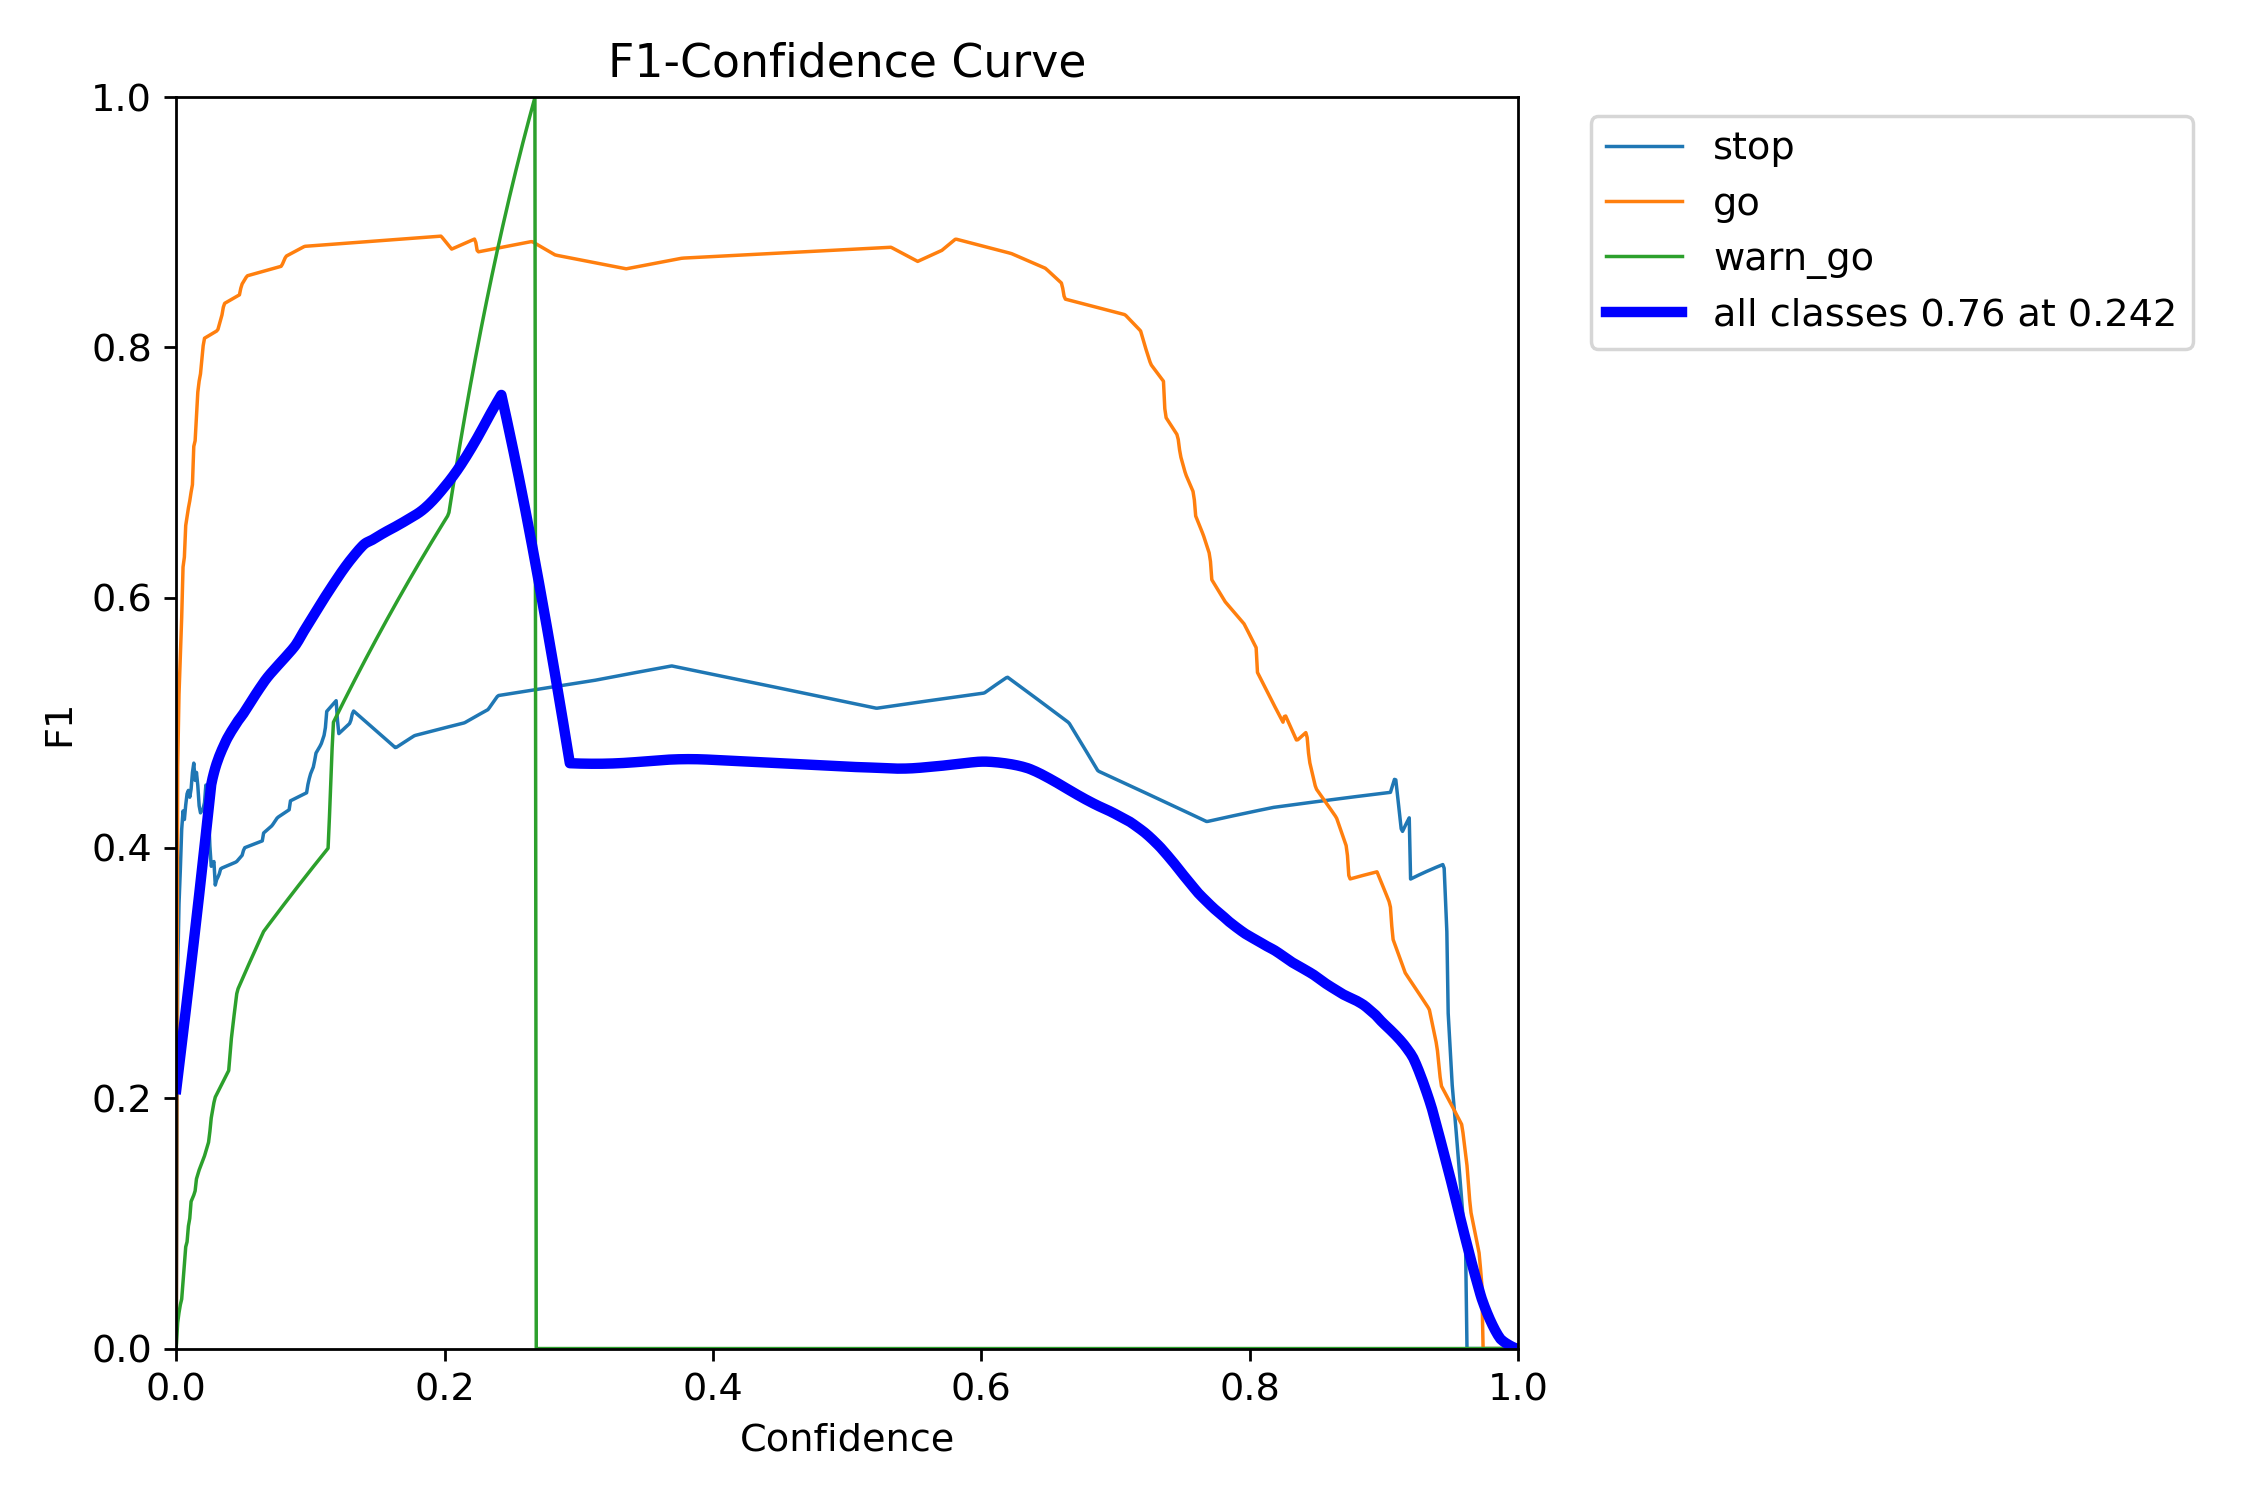 F1-Confidence Curve
1.0
0.8
0.6
0.4
0.2
0.0
F1
0.0 0.2 0.4 0.6 0.8 1.0
Confidence
stop
go
warn_go
all classes 0.76 at 0.242